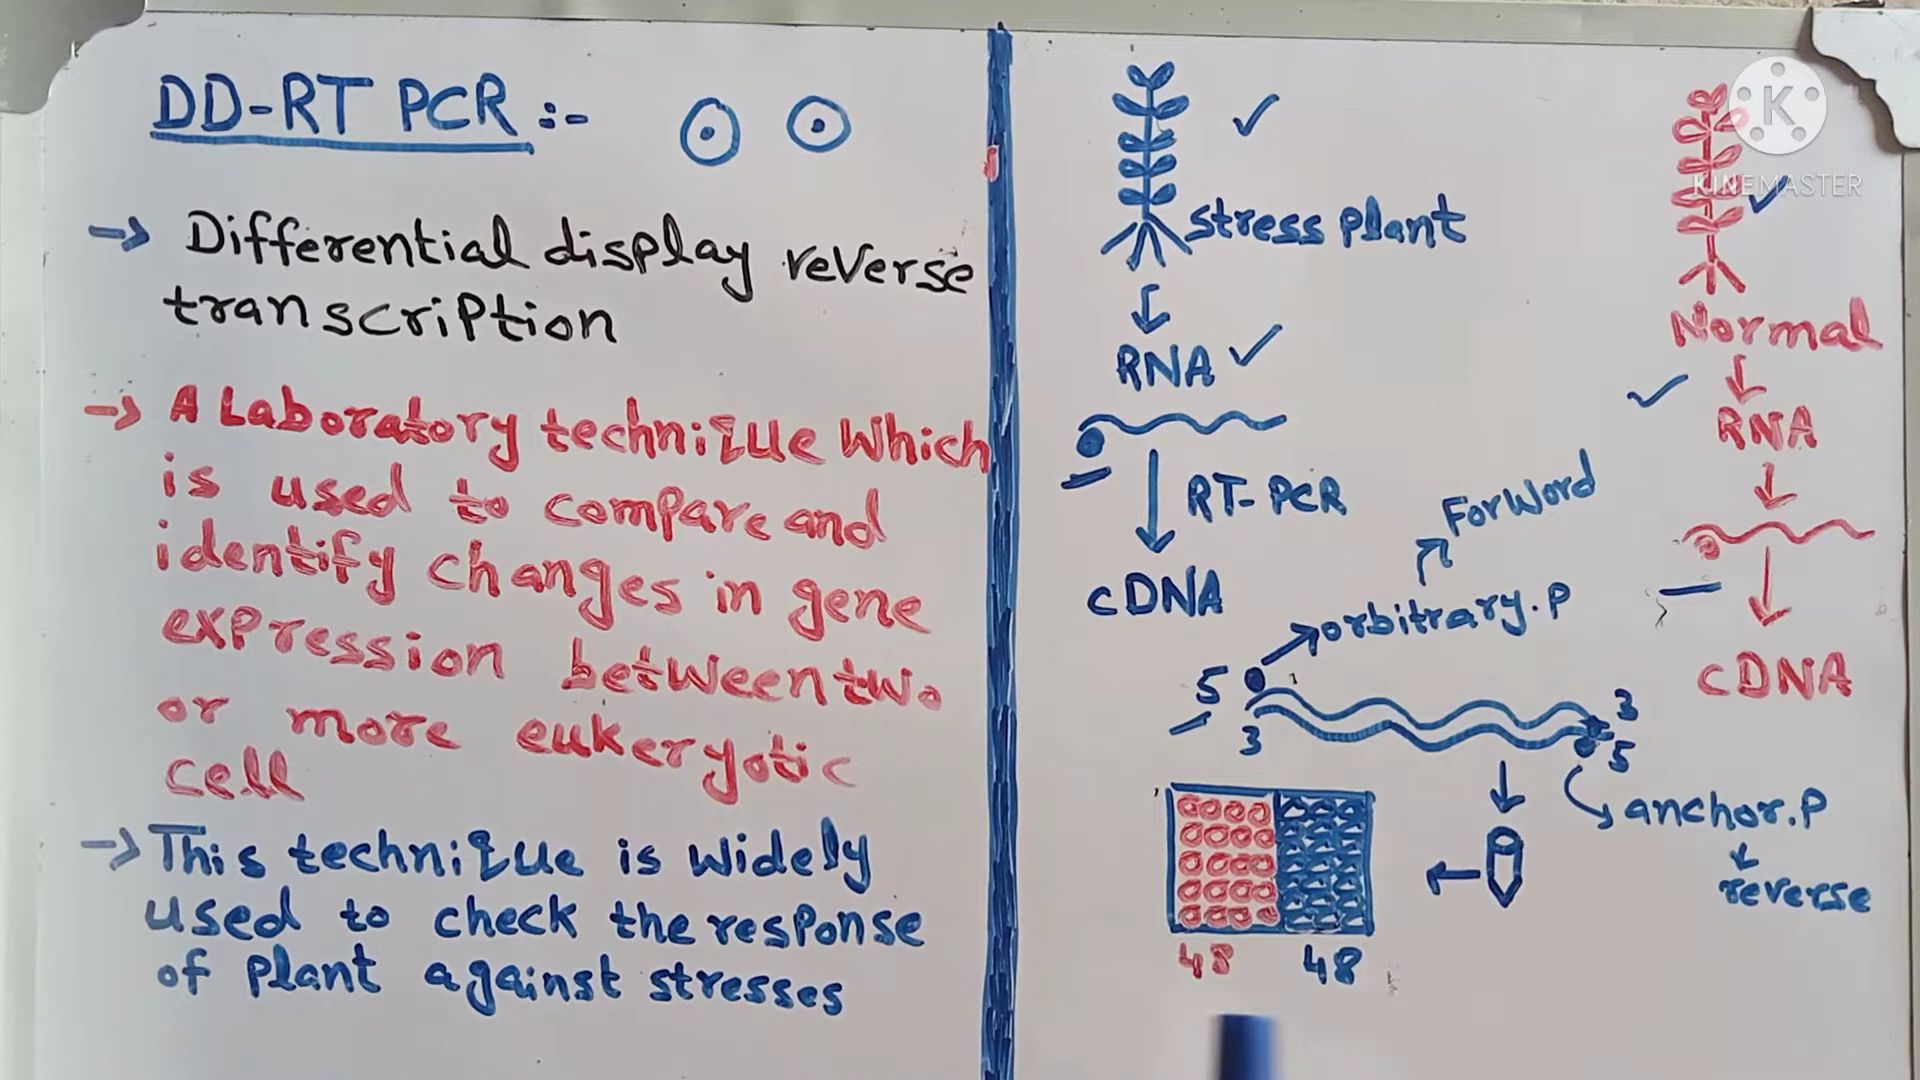 DD-RT PCR :-
→ Differential display reverse
transcription
→ A Laboratory technique which
is used to compare and
identify changes in gene
expression between two
or more eukeryotic
cell
→ This technique is widely
used to check the response
of plant against stresses
stress plant
RNA
RT-PCR
cDNA
Normal
RNA
cDNA
ForWord
orbitrary.P
5
3
3
5
anchor.P
reverse
48
48
K
KINEMASTER